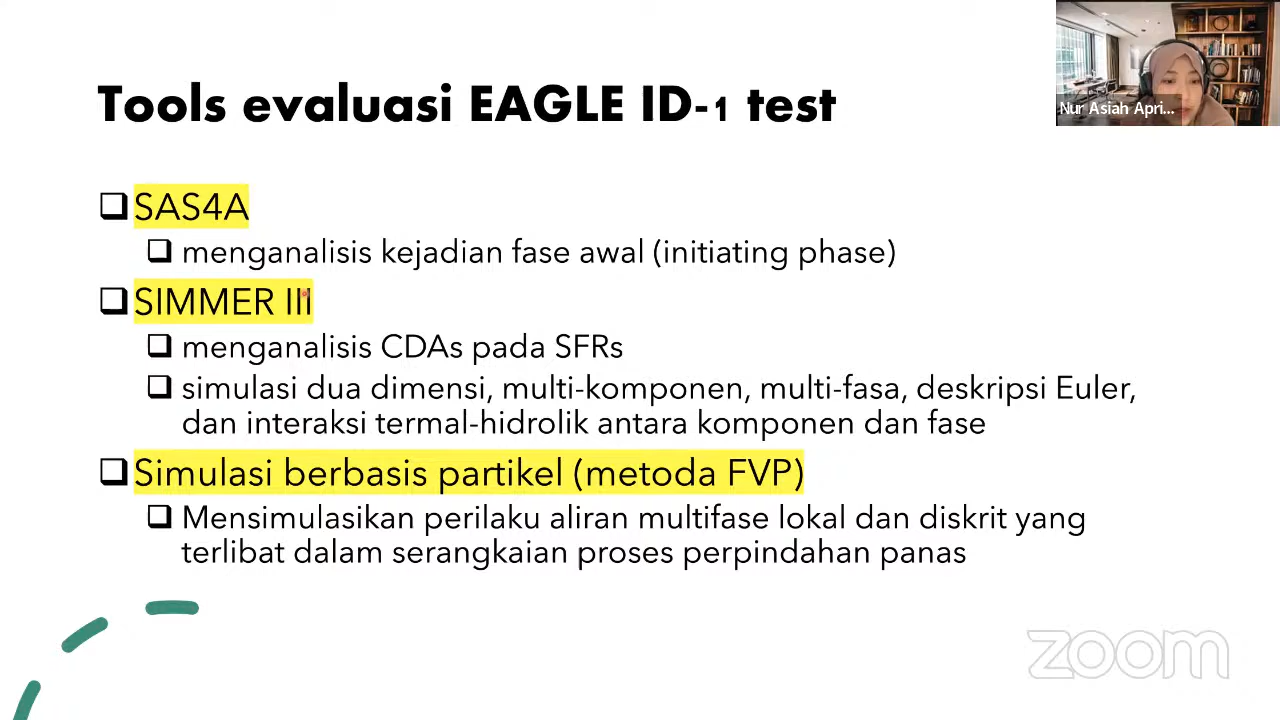 Tools evaluasi EAGLE ID-1 test
Nur Asiah Apri...
SAS4A
menganalisis kejadian fase awal (initiating phase)
SIMMER III
menganalisis CDAs pada SFRs
simulasi dua dimensi, multi-komponen, multi-fasa, deskripsi Euler,
dan interaksi termal-hidrolik antara komponen dan fase
Simulasi berbasis partikel (metoda FVP)
Mensimulasikan perilaku aliran multifase lokal dan diskrit yang
terlibat dalam serangkaian proses perpindahan panas
zoom